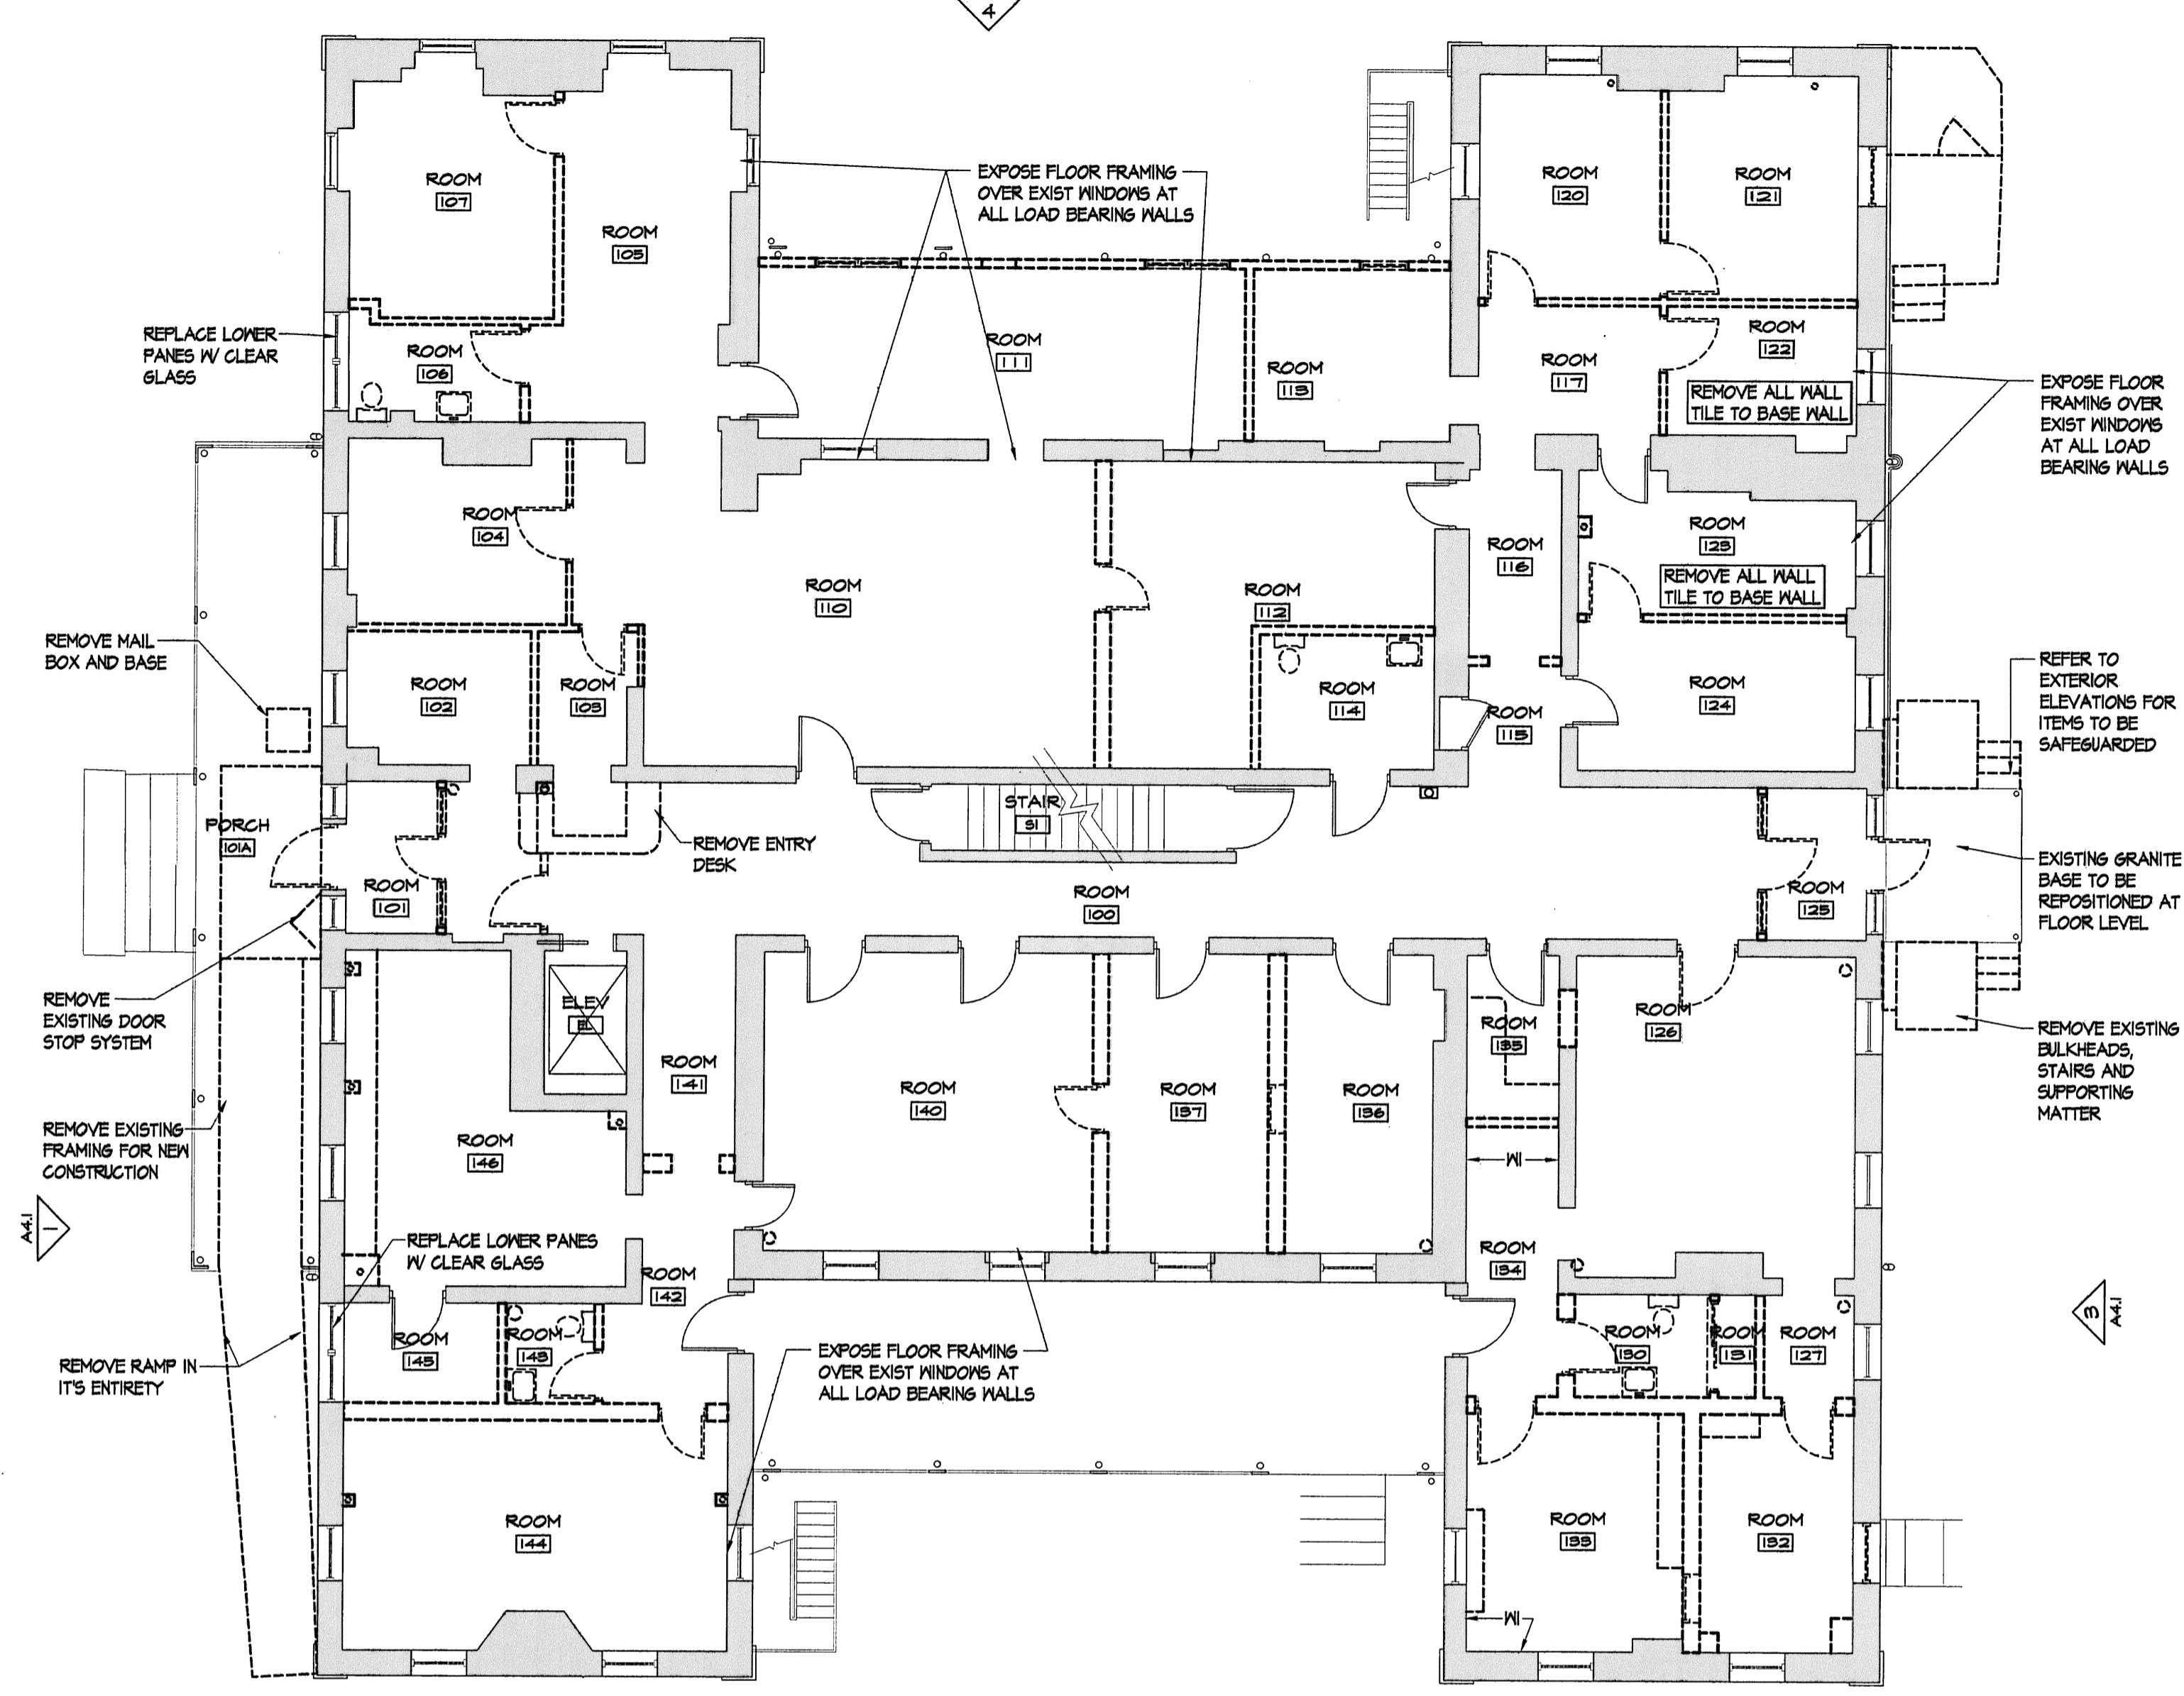 4
ROOM
107
ROOM
105
EXPOSE FLOOR FRAMING
OVER EXIST WINDOWS AT
ALL LOAD BEARING WALLS
ROOM
120
ROOM
121
REPLACE LOWER
PANES W/ CLEAR
GLASS
ROOM
106
ROOM
111
ROOM
113
ROOM
117
ROOM
122
REMOVE ALL WALL
TILE TO BASE WALL
EXPOSE FLOOR
FRAMING OVER
EXIST WINDOWS
AT ALL LOAD
BEARING WALLS
ROOM
104
ROOM
110
ROOM
112
ROOM
116
ROOM
123
REMOVE ALL WALL
TILE TO BASE WALL
REMOVE MAIL
BOX AND BASE
ROOM
102
ROOM
103
ROOM
114
ROOM
115
ROOM
124
REFER TO
EXTERIOR
ELEVATIONS FOR
ITEMS TO BE
SAFEGUARDED
PORCH
101A
ROOM
101
REMOVE ENTRY
DESK
STAIR
S1
ROOM
100
ROOM
125
EXISTING GRANITE
BASE TO BE
REPOSITIONED AT
FLOOR LEVEL
REMOVE
EXISTING DOOR
STOP SYSTEM
ELEV
EL
ROOM
141
ROOM
140
ROOM
137
ROOM
136
ROOM
135
ROOM
126
REMOVE EXISTING
BULKHEADS,
STAIRS AND
SUPPORTING
MATTER
REMOVE EXISTING
FRAMING FOR NEW
CONSTRUCTION
ROOM
146
IM
1
A4.1
REPLACE LOWER PANES
W/ CLEAR GLASS
ROOM
142
ROOM
134
3
A4.1
REMOVE RAMP IN
IT'S ENTIRETY
ROOM
145
ROOM
143
EXPOSE FLOOR FRAMING
OVER EXIST WINDOWS AT
ALL LOAD BEARING WALLS
ROOM
130
ROOM
131
ROOM
127
ROOM
144
ROOM
133
ROOM
132
IM